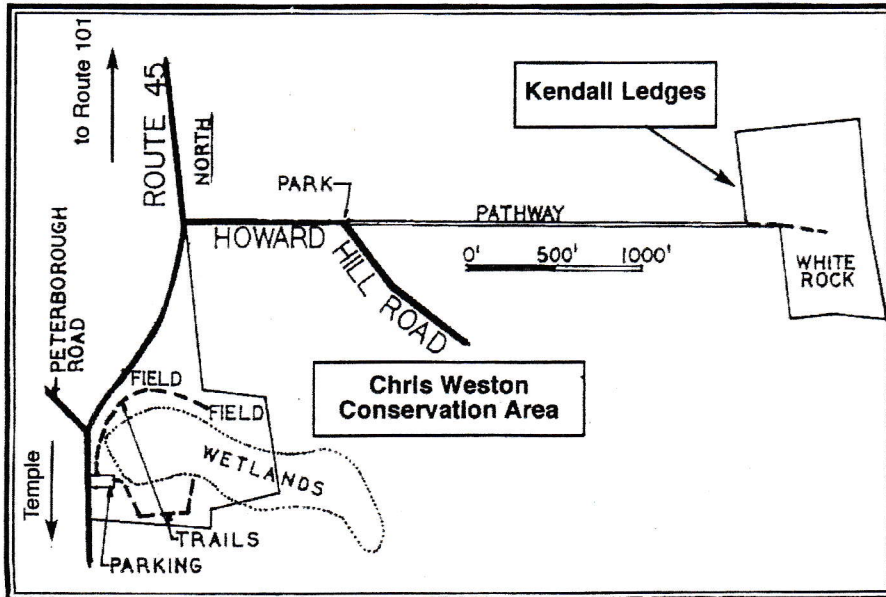 to Route 101
ROUTE 45
NORTH
Kendall Ledges
PARK
PATHWAY
HOWARD HILL ROAD
0' 500' 1000'
WHITE
ROCK
PETERBOROUGH
ROAD
Chris Weston
Conservation Area
FIELD
FIELD
WETLANDS
Temple
TRAILS
PARKING